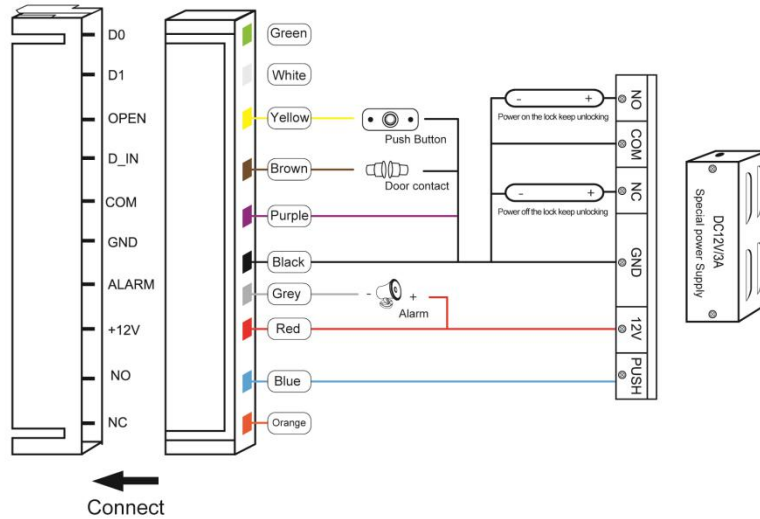 D0
D1
OPEN
D_IN
COM
GND
ALARM
+12V
NO
NC
Green
White
Yellow
Brown
Purple
Black
Grey
Red
Blue
Orange
Push Button
Door contact
- +
Alarm
- +
Power on the lock keep unlocking
- +
Power off the lock keep unlocking
NO
COM
NC
GND
12V
PUSH
DC12V/3A
Special power Supply
Connect